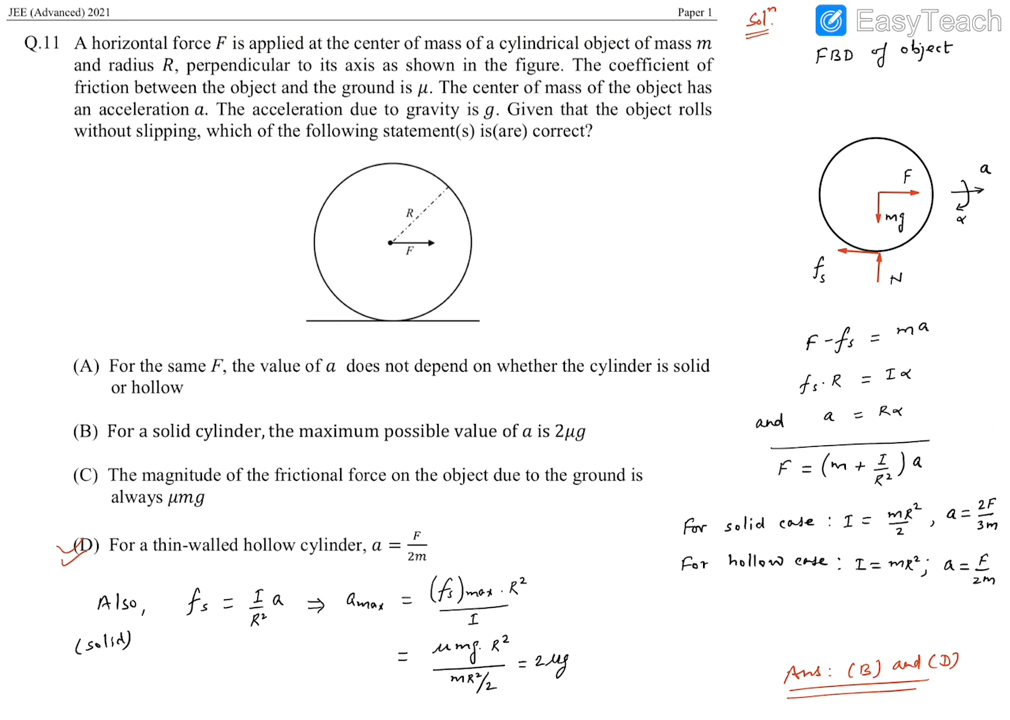 JEE (Advanced) 2021
Paper 1
Q.11 A horizontal force F is applied at the center of mass of a cylindrical object of mass m
and radius R, perpendicular to its axis as shown in the figure. The coefficient of
friction between the object and the ground is μ. The center of mass of the object has
an acceleration a. The acceleration due to gravity is g. Given that the object rolls
without slipping, which of the following statement(s) is(are) correct?
R
F
(A) For the same F, the value of a does not depend on whether the cylinder is solid
or hollow
(B) For a solid cylinder, the maximum possible value of a is 2μg
(C) The magnitude of the frictional force on the object due to the ground is
always μmg
(D) For a thin-walled hollow cylinder, a = F/2m
Also, fs = I/R² a ⇒ amax = (fs)max . R² / I
(solid)
= μmg. R² / mR²/2 = 2μg
Solⁿ.
EasyTeach
FBD of object
F
a
mg
α
fs
N
F - fs = ma
fs . R = Iα
and a = Rα
F = (m + I/R²) a
For solid case : I = mR²/2 , a = 2F/3m
For hollow case : I = mR² ; a = F/2m
Ans : (B) and (D)